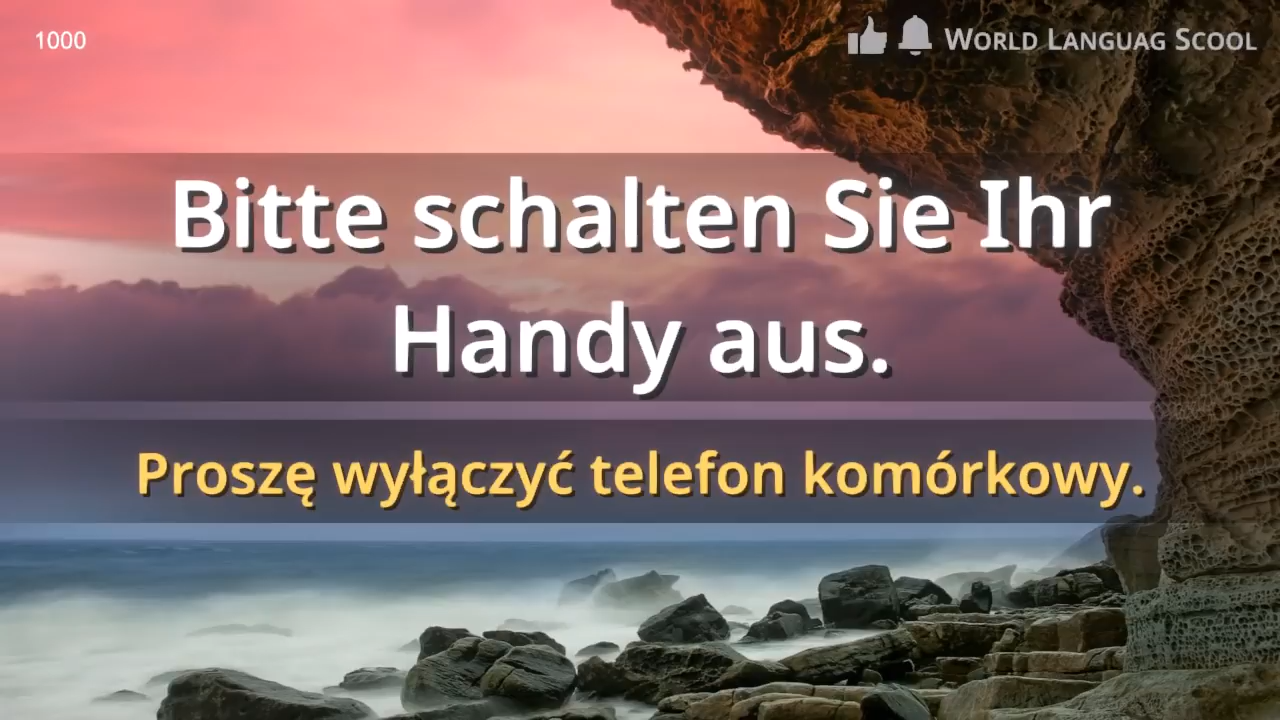 1000
World Languag Scool
Bitte schalten Sie Ihr
Handy aus.
Proszę wyłączyć telefon komórkowy.